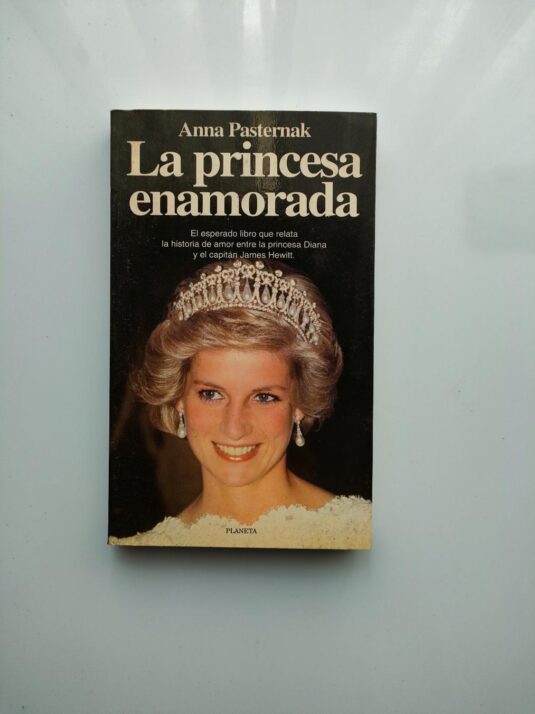 Anna Pasternak
La princesa
enamorada
El esperado libro que relata
la historia de amor entre la princesa Diana
y el capitán James Hewitt.
PLANETA